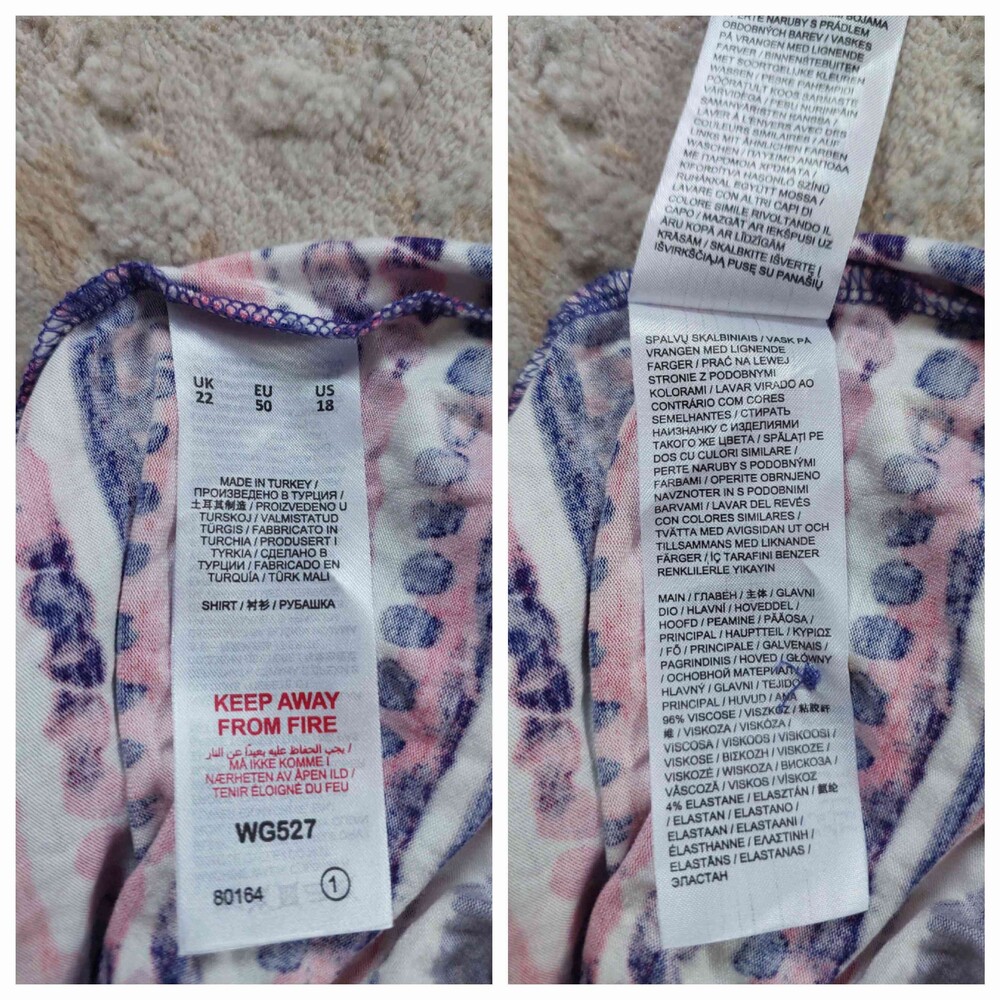 UK EU US
22 50 18
MADE IN TURKEY /
ПРОИЗВЕДЕНО В ТУРЦИЯ /
土耳其制造 / PROIZVEDENO U
TURSKOJ / VALMISTATUD
TÜRGIS / FABBRICATO IN
TURCHIA / PRODUSERT I
TYRKIA / СДЕЛАНО В
ТУРЦИИ / FABRICADO EN
TURQUÍA / TÜRK MALI
SHIRT / 衬衫 / РУБАШКА
KEEP AWAY
FROM FIRE
/ يجب الحفاظ عليه بعيدًا عن النار
MÅ IKKE KOMME I
NÆRHETEN AV ÅPEN ILD /
TENIR ÉLOIGNÉ DU FEU
WG527
80164 1
PERTE NARUBY S PRÁDLEM
OBDOBNÝCH BAREV / VASKES
PÅ VRANGEN MED LIGNENDE
FARVER / BINNENSTEBUITEN
MET SOORTGELIJKE KLEUREN
WASSEN / PESKE PAHEMPIDI
PÖÖRATULT KOOS SARNASTE
VÄRVIDEGA / PESU NURINPÄIN
SAMANVÄRISTEN KANSSA /
LAVER À L'ENVERS AVEC DES
COULEURS SIMILAIRES / AUF
LINKS MIT ÄHNLICHEN FARBEN
WASCHEN / ΠΛΥΣΙΜΟ ΑΝΑΠΟΔΑ
ΜΕ ΠΑΡΟΜΟΙΑ ΧΡΩΜΑΤΑ /
KIFORDÍTVA HASONLÓ SZÍNŰ
RUHÁKKAL EGYÜTT MOSSA /
LAVARE CON ALTRI CAPI DI
COLORE SIMILE RIVOLTANDO IL
CAPO / MAZGĀT AR IEKŠPUSI UZ
ĀRU KOPĀ AR LĪDZĪGĀM
KRĀSĀM / SKALBKITE IŠVERTĘ Į
IŠVIRKŠČIĄJĄ PUSĘ SU PANAŠIŲ
SPALVŲ SKALBINIAIS / VASK PÅ
VRANGEN MED LIGNENDE
FARGER / PRAĆ NA LEWEJ
STRONIE Z PODOBNYMI
KOLORAMI / LAVAR VIRADO AO
CONTRÁRIO COM CORES
SEMELHANTES / СТИРАТЬ
НАИЗНАНКУ С ИЗДЕЛИЯМИ
ТАКОГО ЖЕ ЦВЕТА / SPĂLAȚI PE
DOS CU CULORI SIMILARE /
PERTE NARUBY S PODOBNÝMI
FARBAMI / OPERITE OBRNJENO
NAVZNOTER IN S PODOBNIMI
BARVAMI / LAVAR DEL REVÉS
CON COLORES SIMILARES /
TVÄTTA MED AVIGSIDAN UT OCH
TILLSAMMANS MED LIKNANDE
FÄRGER / İÇ TARAFINI BENZER
RENKLILERLE YIKAYIN
MAIN / ГЛАВЕН / 主体 / GLAVNI
DIO / HLAVNÍ / HOVEDDEL /
HOOFD / PEAMINE / PÄÄOSA /
PRINCIPAL / HAUPTTEIL / ΚΥΡΙΩΣ
/ FŐ / PRINCIPALE / GALVENAIS /
PAGRINDINIS / HOVED / GŁÓWNY
/ ОСНОВНОЙ МАТЕРИАЛ /
HLAVNÝ / GLAVNI / TEJIDO
PRINCIPAL / HUVUD / ANA
96% VISCOSE / VISZKÓZ / 粘胶纤
维 / VISKOZA / VISKÓZA /
VISCOSA / VISKOOS / VISKOOSI /
VISKOSE / ΒΙΣΚΟΖΗ / VISKOZE /
VISKOZĖ / WISKOZA / ВИСКОЗА /
VÂSCOZĂ / VISKOS / VİSKOZ
4% ELASTANE / ELASZTÁN / 氨纶
/ ELASTAN / ELASTANO /
ELASTAAN / ELASTAANI /
ÉLASTHANNE / ΕΛΑΣΤΙΝΗ /
ELASTĀNS / ELASTANAS /
ЭЛАСТАН